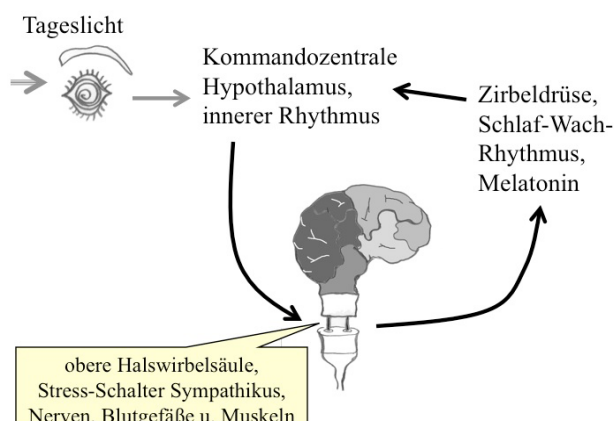 Tageslicht
Kommandozentrale
Hypothalamus,
innerer Rhythmus
Zirbeldrüse,
Schlaf-Wach-
Rhythmus,
Melatonin
obere Halswirbelsäule,
Stress-Schalter Sympathikus,
Nerven, Blutgefäße u. Muskeln